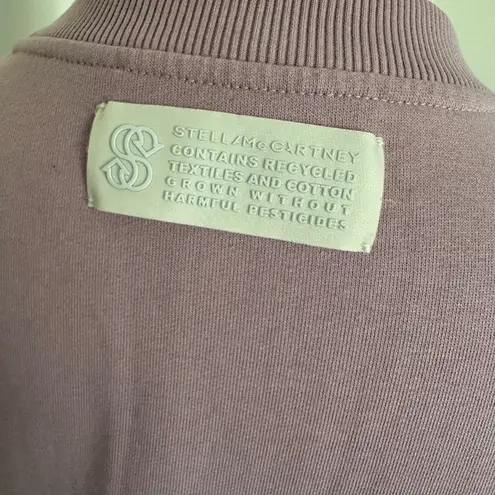 STELLA McCARTNEY
CONTAINS RECYCLED
TEXTILES AND COTTON
GROWN WITHOUT
HARMFUL PESTICIDES